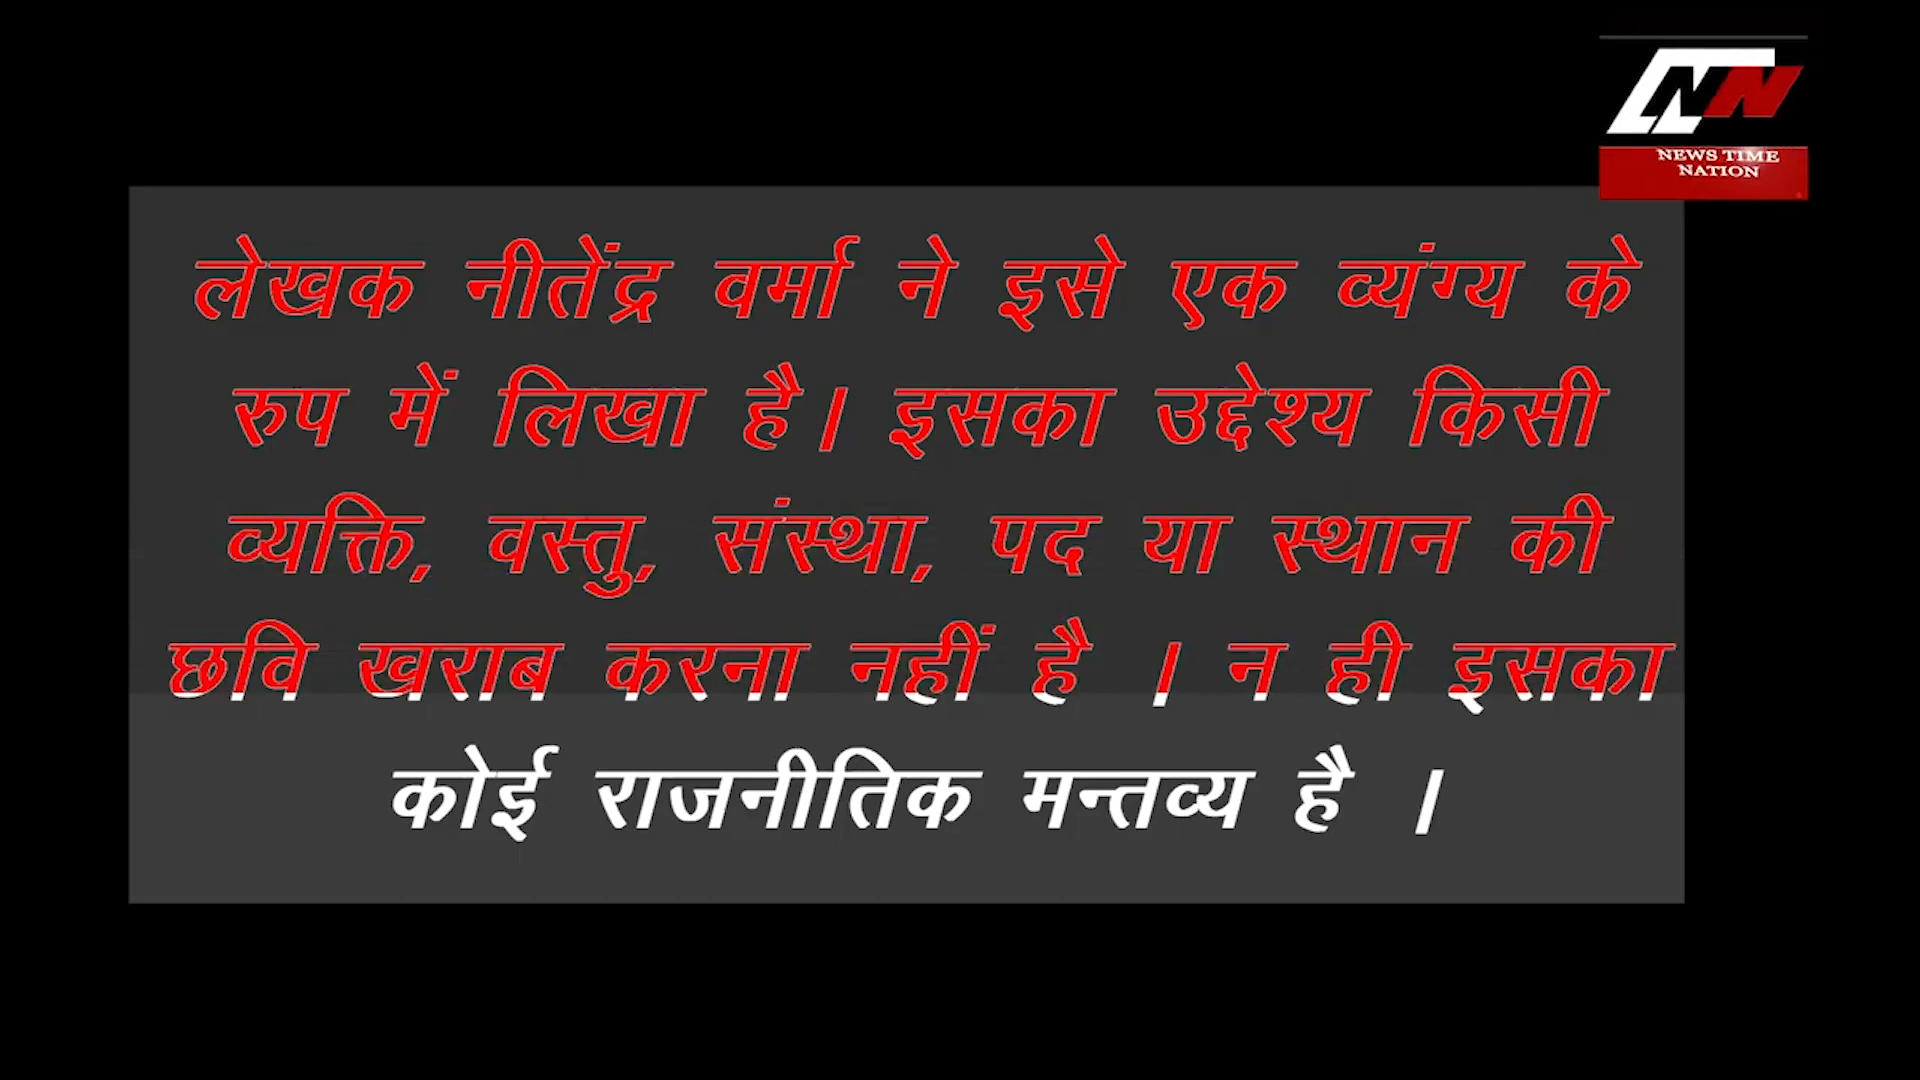 NEWS TIME
NATION
लेखक नीतेंद्र वर्मा ने इसे एक व्यंग्य के
रुप में लिखा है। इसका उद्देश्य किसी
व्यक्ति, वस्तु, संस्था, पद या स्थान की
छवि खराब करना नहीं है । न ही इसका
कोई राजनीतिक मन्तव्य है ।